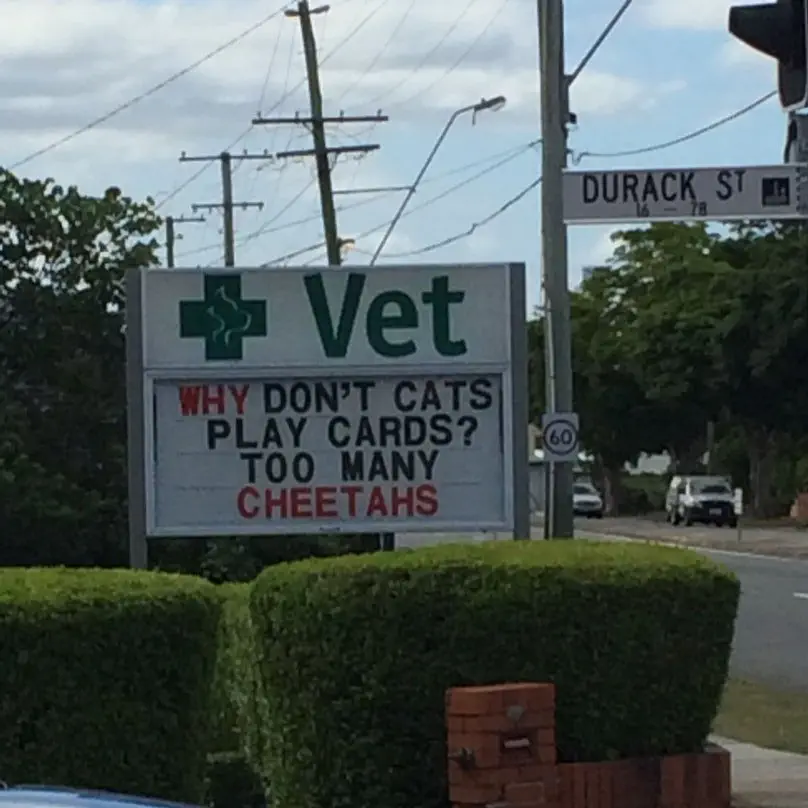 DURACK ST
16 - 78
Vet
WHY DON'T CATS
PLAY CARDS?
TOO MANY
CHEETAHS
60